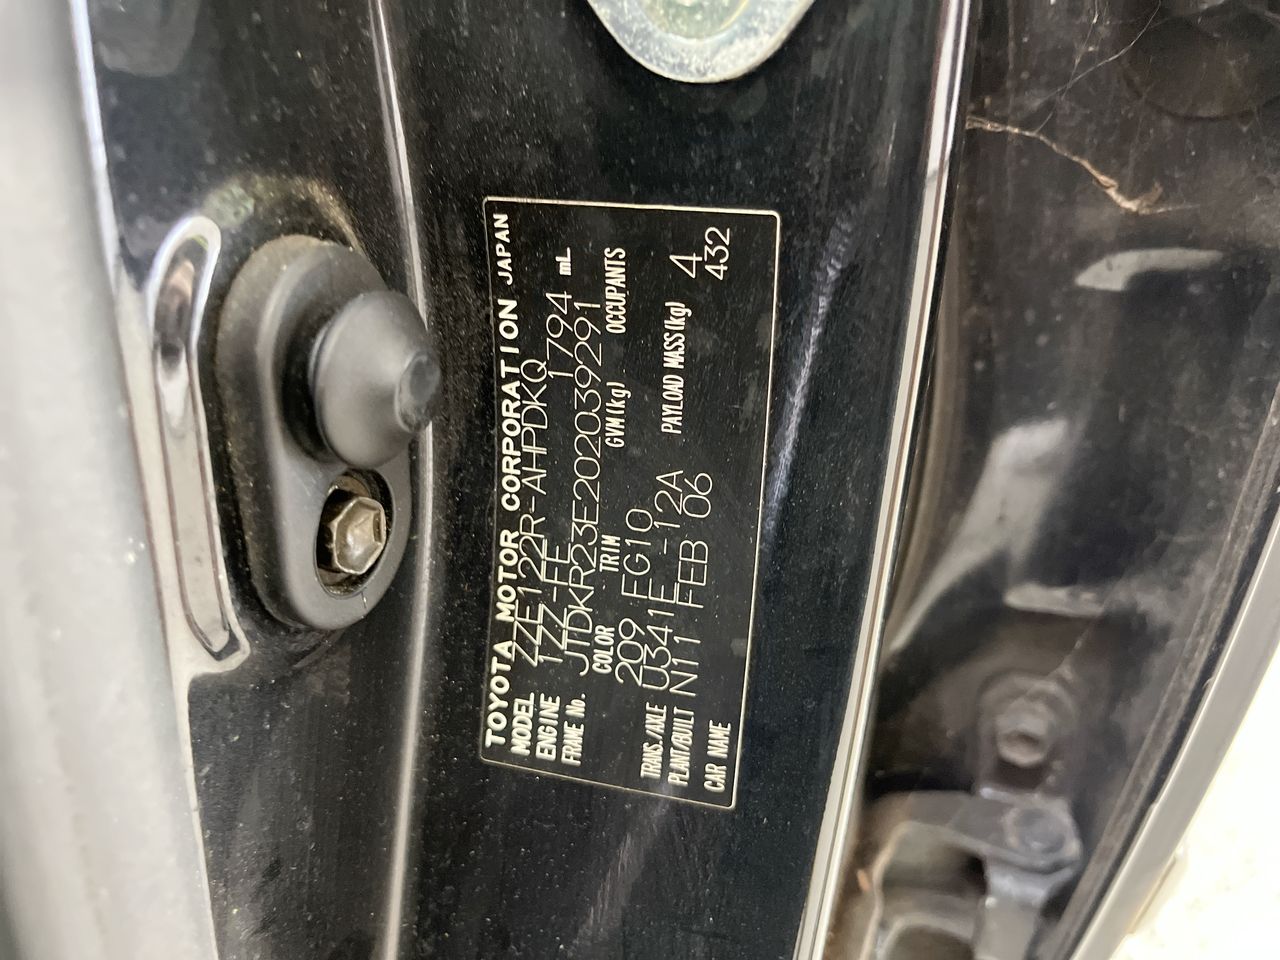 TOYOTA MOTOR CORPORATION JAPAN
MODEL ZZE122R-AHPDKQ
ENGINE 1ZZ-FE 1794 mL
FRAME No. JTDKR23E202039291
COLOR TRIM GVM(kg) OCCUPANTS
209 FG10 4
TRANS./AXLE U341E -12A PAYLOAD MASS(kg) 432
PLANT/BUILT N11 FEB 06
CAR NAME